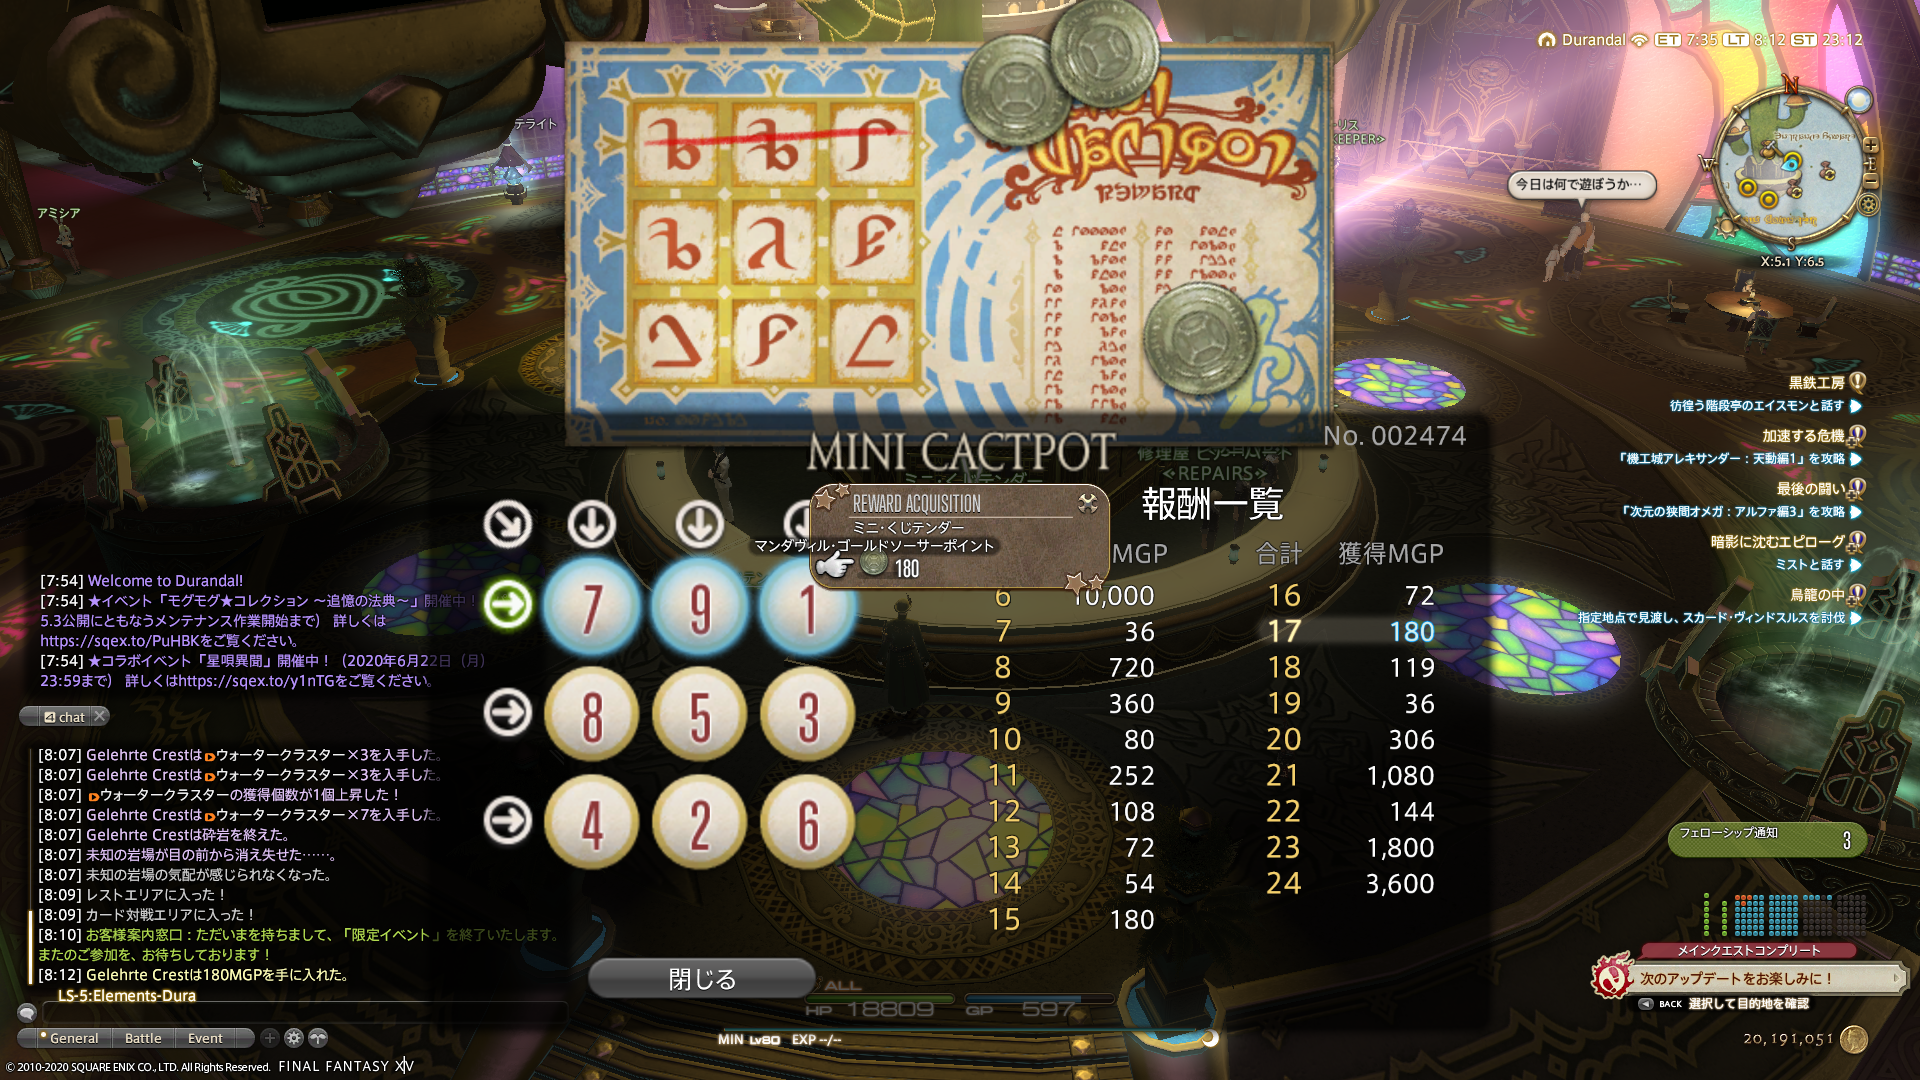 Durandal ET 7:35 LT 8:12 ST 23:12
テライト
KEEPER»
アミシア
今日は何で遊ぼうか…
N
W
S
X:5.1 Y:6.5
黒鉄工房
彷徨う階段亭のエイスモンと話す
加速する危機
「機工城アレキサンダー：天動編1」を攻略
最後の闘い
「次元の狭間オメガ：アルファ編3」を攻略
暗影に沈むエピローグ
ミストと話す
鳥籠の中
指定地点で見渡し、スカード・ヴィンドスルスを討伐
No. 002474
MINI CACTPOT
«REPAIRS»
REWARD ACQUISITION
ミニ・くじテンダー
マンダヴィル・ゴールドソーサーポイント
180
報酬一覧
MGP 合計 獲得MGP
6 10,000 16 72
7 36 17 180
8 720 18 119
9 360 19 36
10 80 20 306
11 252 21 1,080
12 108 22 144
13 72 23 1,800
14 54 24 3,600
15 180
7 9 1
8 5 3
4 2 6
閉じる
[7:54] Welcome to Durandal!
[7:54] ★イベント「モグモグ★コレクション ～追憶の法典～」開催中！
5.3公開にともなうメンテナンス作業開始まで） 詳しくは
https://sqex.to/PuHBKをご覧ください。
[7:54] ★コラボイベント「星唄異聞」開催中！（2020年6月22日（月）
23:59まで） 詳しくはhttps://sqex.to/y1nTGをご覧ください。
4 chat
[8:07] Gelehrte Crestはウォータークラスター×3を入手した。
[8:07] Gelehrte Crestはウォータークラスター×3を入手した。
[8:07] ウォータークラスターの獲得個数が1個上昇した！
[8:07] Gelehrte Crestはウォータークラスター×7を入手した。
[8:07] Gelehrte Crestは砕岩を終えた。
[8:07] 未知の岩場が目の前から消え失せた……。
[8:07] 未知の岩場の気配が感じられなくなった。
[8:09] レストエリアに入った！
[8:09] カード対戦エリアに入った！
[8:10] お客様案内窓口：ただいまを持ちまして、「限定イベント」を終了いたします。
またのご参加を、お待ちしております！
[8:12] Gelehrte Crestは180MGPを手に入れた。
LS-5:Elements-Dura
General Battle Event
ALL
HP 18809 GP 597
MIN Lv80 EXP --/--
フェローシップ通知
3
メインクエストコンプリート
次のアップデートをお楽しみに！
BACK 選択して目的地を確認
20,191,051
© 2010-2020 SQUARE ENIX CO., LTD. All Rights Reserved. FINAL FANTASY XIV